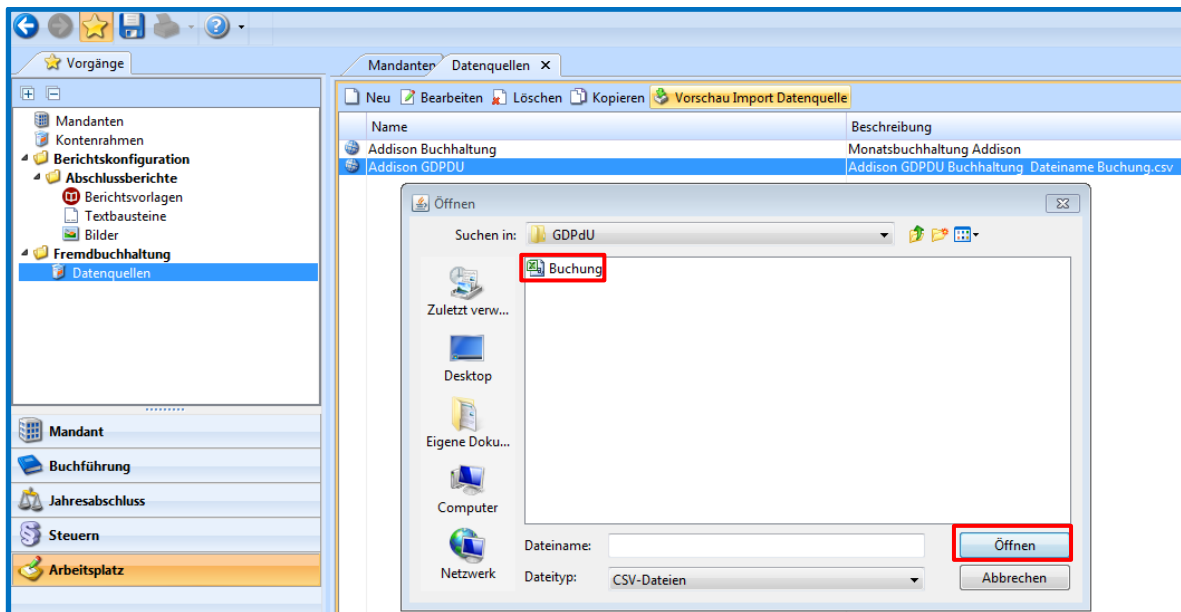 Vorgänge
Mandanten
Kontenrahmen
Berichtskonfiguration
Abschlussberichte
Berichtsvorlagen
Textbausteine
Bilder
Fremdbuchhaltung
Datenquellen
Mandant
Buchführung
Jahresabschluss
Steuern
Arbeitsplatz
Mandanten Datenquellen
Neu Bearbeiten Löschen Kopieren Vorschau Import Datenquelle
Name Beschreibung
Addison Buchhaltung Monatsbuchhaltung Addison
Addison GDPDU Addison GDPDU Buchhaltung Dateiname Buchung.csv
Öffnen
Suchen in: GDPdU
Buchung
Zuletzt verw...
Desktop
Eigene Doku...
Computer
Netzwerk
Dateiname:
Öffnen
Dateityp: CSV-Dateien
Abbrechen